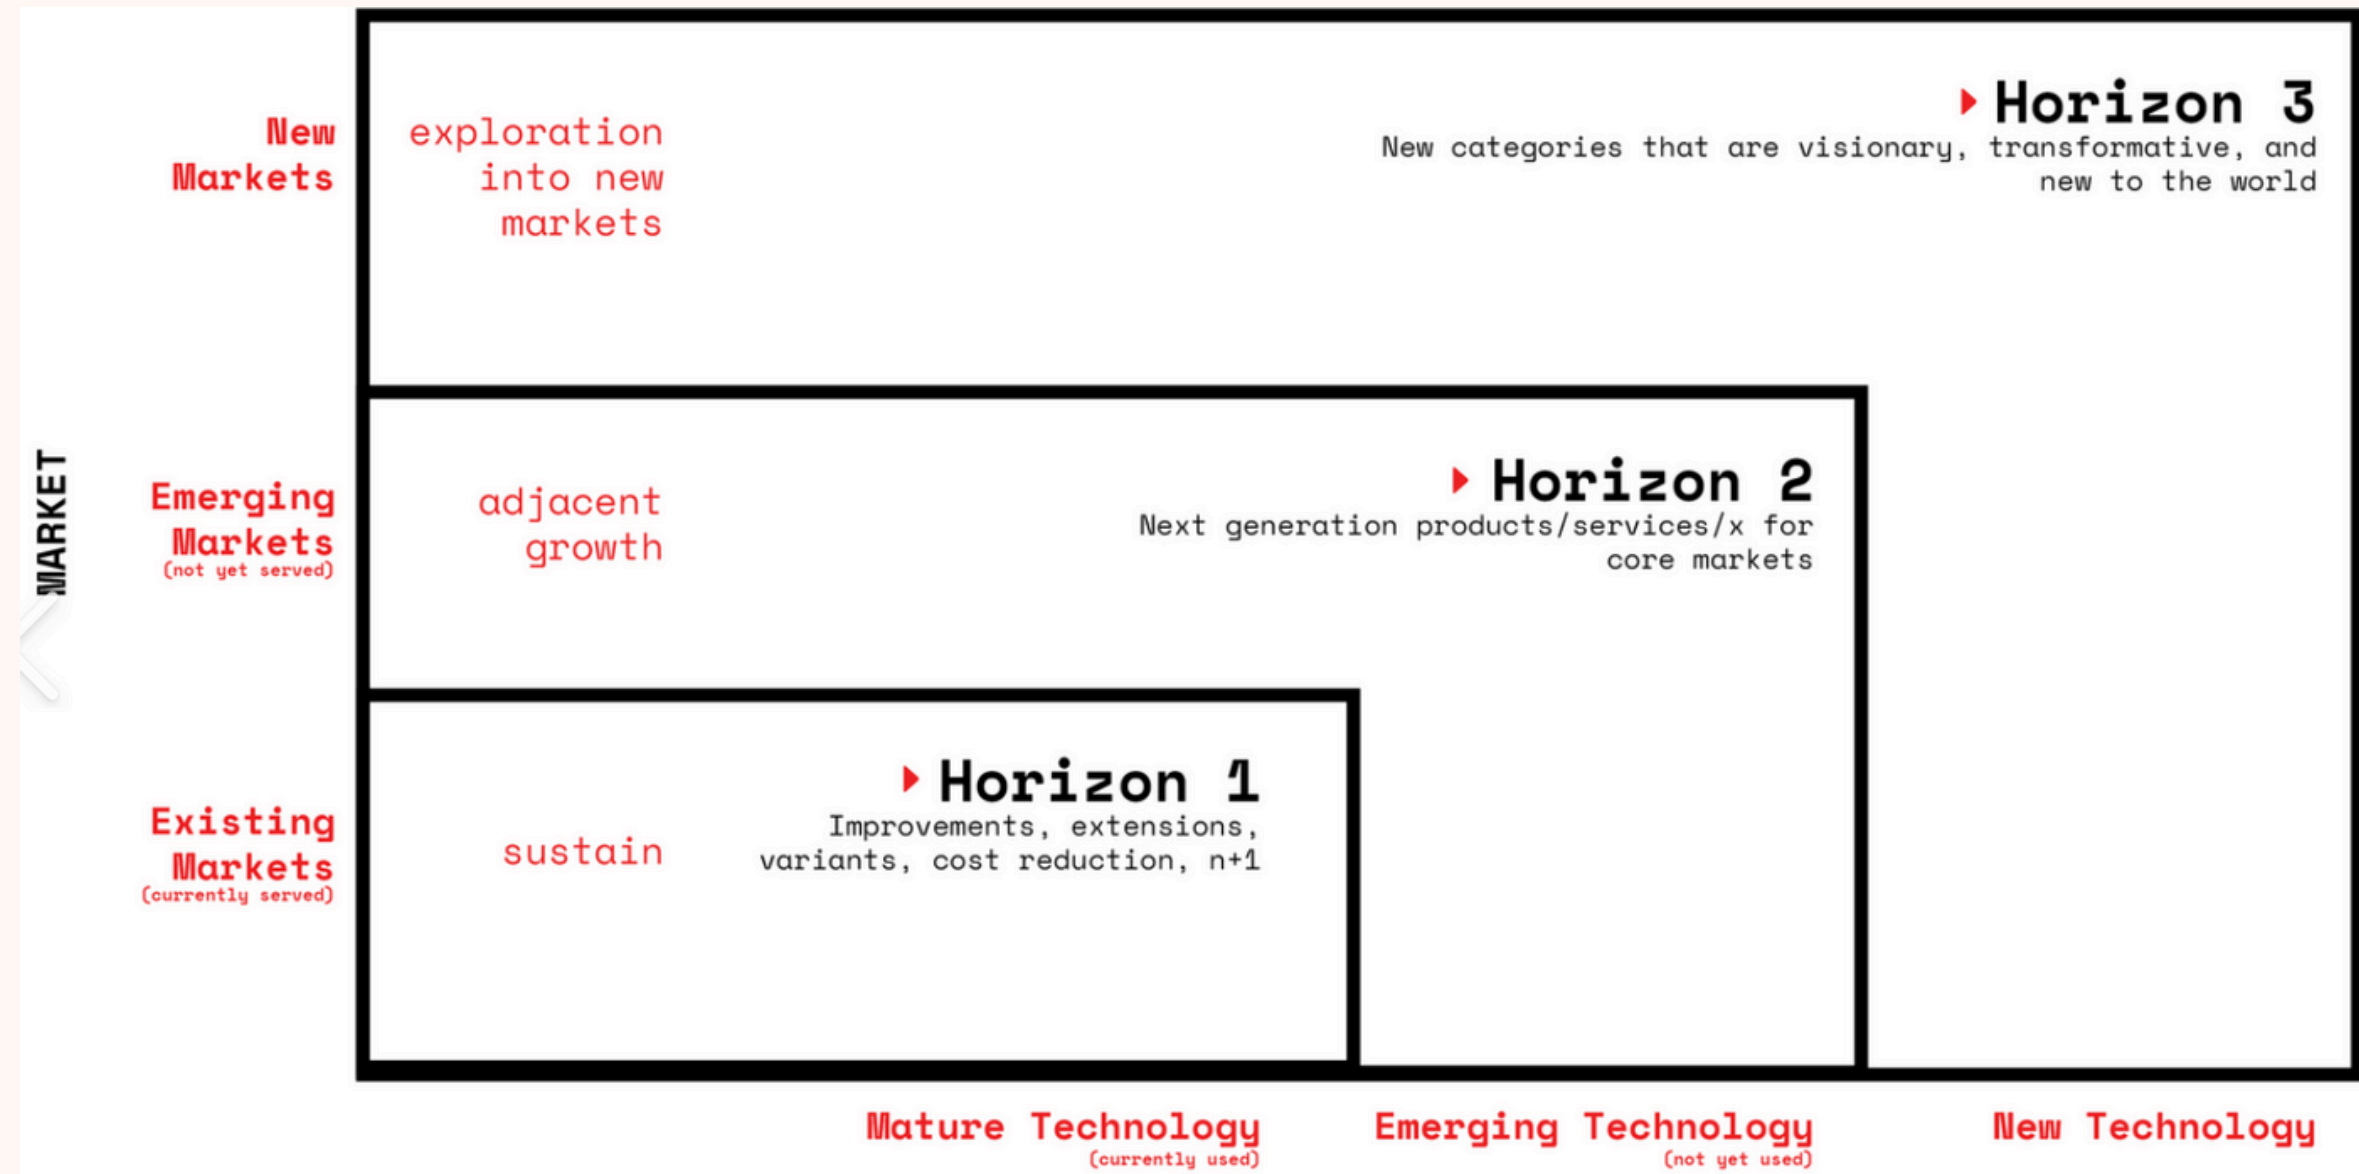 MARKET
New
Markets
exploration
into new
markets
Horizon 3
New categories that are visionary, transformative, and
new to the world
Emerging
Markets
(not yet served)
adjacent
growth
Horizon 2
Next generation products/services/x for
core markets
Existing
Markets
(currently served)
sustain
Horizon 1
Improvements, extensions,
variants, cost reduction, n+1
Mature Technology
(currently used)
Emerging Technology
(not yet used)
New Technology